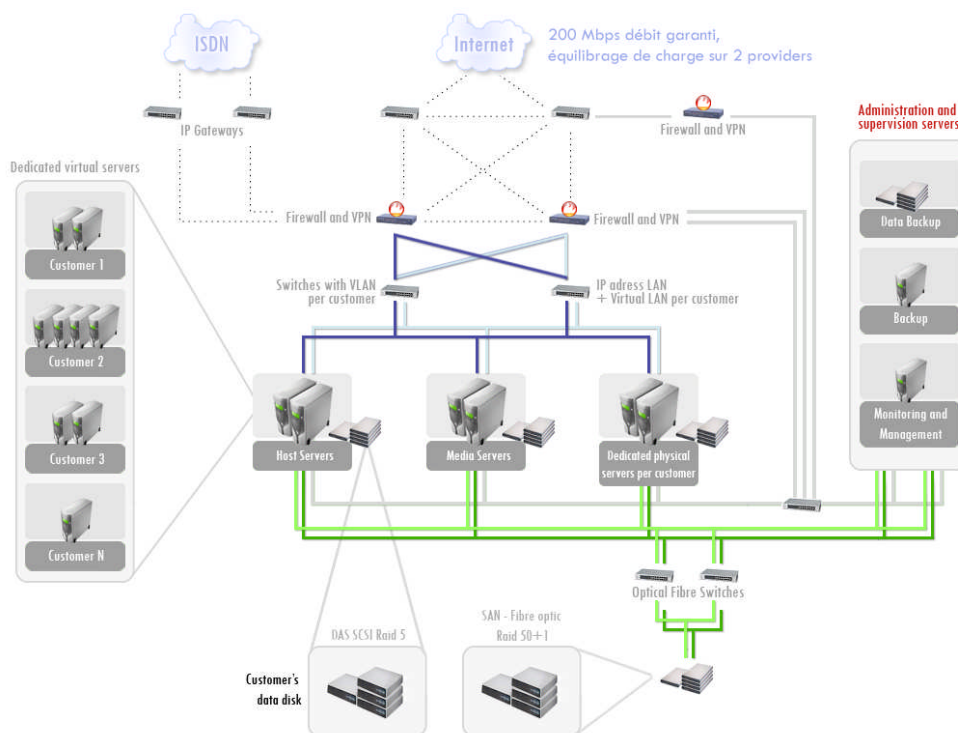 ISDN
Internet
200 Mbps débit garanti,
équilibrage de charge sur 2 providers
IP Gateways
Firewall and VPN
Administration and
supervision servers
Dedicated virtual servers
Customer 1
Customer 2
Customer 3
Customer N
Firewall and VPN
Firewall and VPN
Data Backup
Backup
Monitoring and
Management
Switches with VLAN
per customer
IP adress LAN
+ Virtual LAN per customer
Host Servers
Media Servers
Dedicated physical
servers per customer
Optical Fibre Switches
DAS SCSI Raid 5
SAN - Fibre optic
Raid 50+1
Customer's
data disk